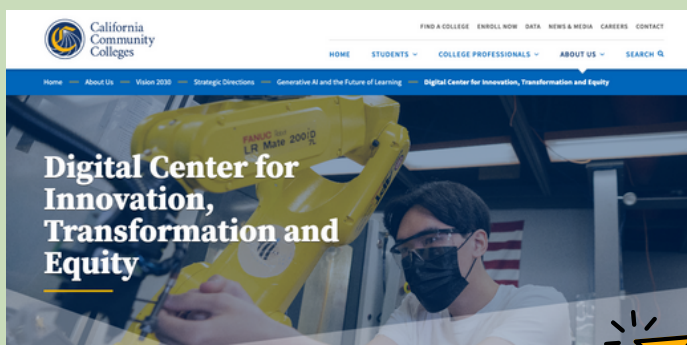 California
Community
Colleges
FIND A COLLEGE ENROLL NOW DATA NEWS & MEDIA CAREERS CONTACT
HOME STUDENTS COLLEGE PROFESSIONALS ABOUT US SEARCH
Home — About Us — Vision 2030 — Strategic Directions — Generative AI and the Future of Learning — Digital Center for Innovation, Transformation and Equity
FANUC Robot
LR Mate 200iD
Digital Center for
Innovation,
Transformation and
Equity